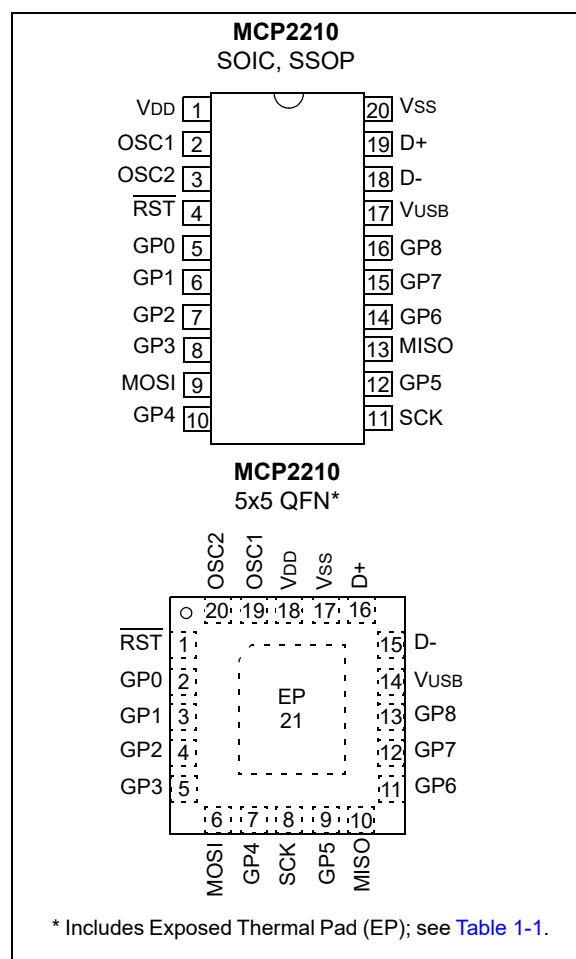 MCP2210
SOIC, SSOP
VDD 1 20 VSS
OSC1 2 19 D+
OSC2 3 18 D-
RST 4 17 VUSB
GP0 5 16 GP8
GP1 6 15 GP7
GP2 7 14 GP6
GP3 8 13 MISO
MOSI 9 12 GP5
GP4 10 11 SCK
MCP2210
5x5 QFN*
OSC2 OSC1 VDD VSS D+
20 19 18 17 16
RST 1 15 D-
GP0 2 14 VUSB
GP1 3 13 GP8
GP2 4 12 GP7
GP3 5 11 GP6
EP
21
6 7 8 9 10
MOSI GP4 SCK GP5 MISO
* Includes Exposed Thermal Pad (EP); see Table 1-1.